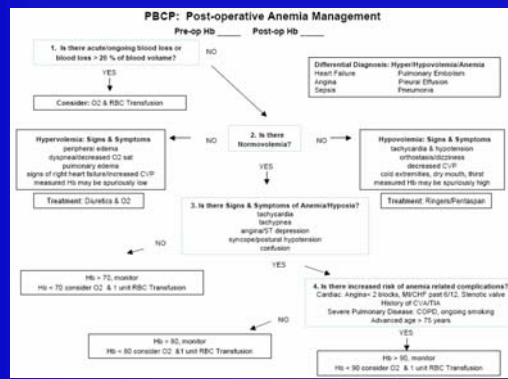 PBCP: Post-operative Anemia Management
Pre-op Hb _____ Post-op Hb _____
1. Is there acute/ongoing blood loss or
blood loss > 20 % of blood volume?
NO
YES
Consider: O2 & RBC Transfusion
Differential Diagnosis: Hyper/Hypovolemia/Anemia
Heart Failure Pulmonary Embolism
Angina Pleural Effusion
Sepsis Pneumonia
Hypervolemia: Signs & Symptoms
peripheral edema
dyspnea/decreased O2 sat
pulmonary edema
signs of right heart failure/increased CVP
measured Hb may be spuriously low
Treatment: Diuretics & O2
NO
2. Is there
Normovolemia?
NO
YES
Hypovolemia: Signs & Symptoms
tachycardia & hypotension
orthostasis/dizziness
decreased CVP
cold extremities, dry mouth, thirst
measured Hb may be spuriously high
Treatment: Ringers/Pentaspan
3. Is there Signs & Symptoms of Anemia/Hypoxia?
tachycardia
tachypnea
angina/ST depression
syncope/postural hypotension
confusion
NO
YES
Hb > 70, monitor
Hb < 70 consider O2 & 1 unit RBC Transfusion
4. Is there increased risk of anemia related complications?
Cardiac: Angina< 2 blocks, MI/CHF past 6/12, Stenotic valve
History of CVA/TIA
Severe Pulmonary Disease: COPD, ongoing smoking
Advanced age > 75 years
NO
YES
Hb > 80, monitor
Hb < 80 consider O2 & 1 unit RBC Transfusion
Hb > 90, monitor
Hb < 90 consider O2 & 1 unit RBC Transfusion